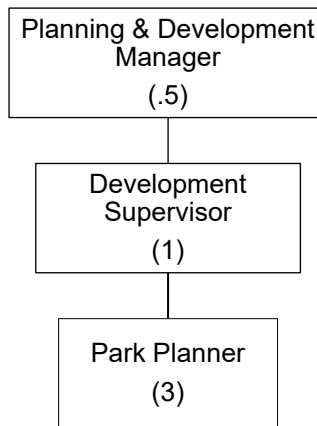 Planning & Development
Manager
(.5)
Development
Supervisor
(1)
Park Planner
(3)